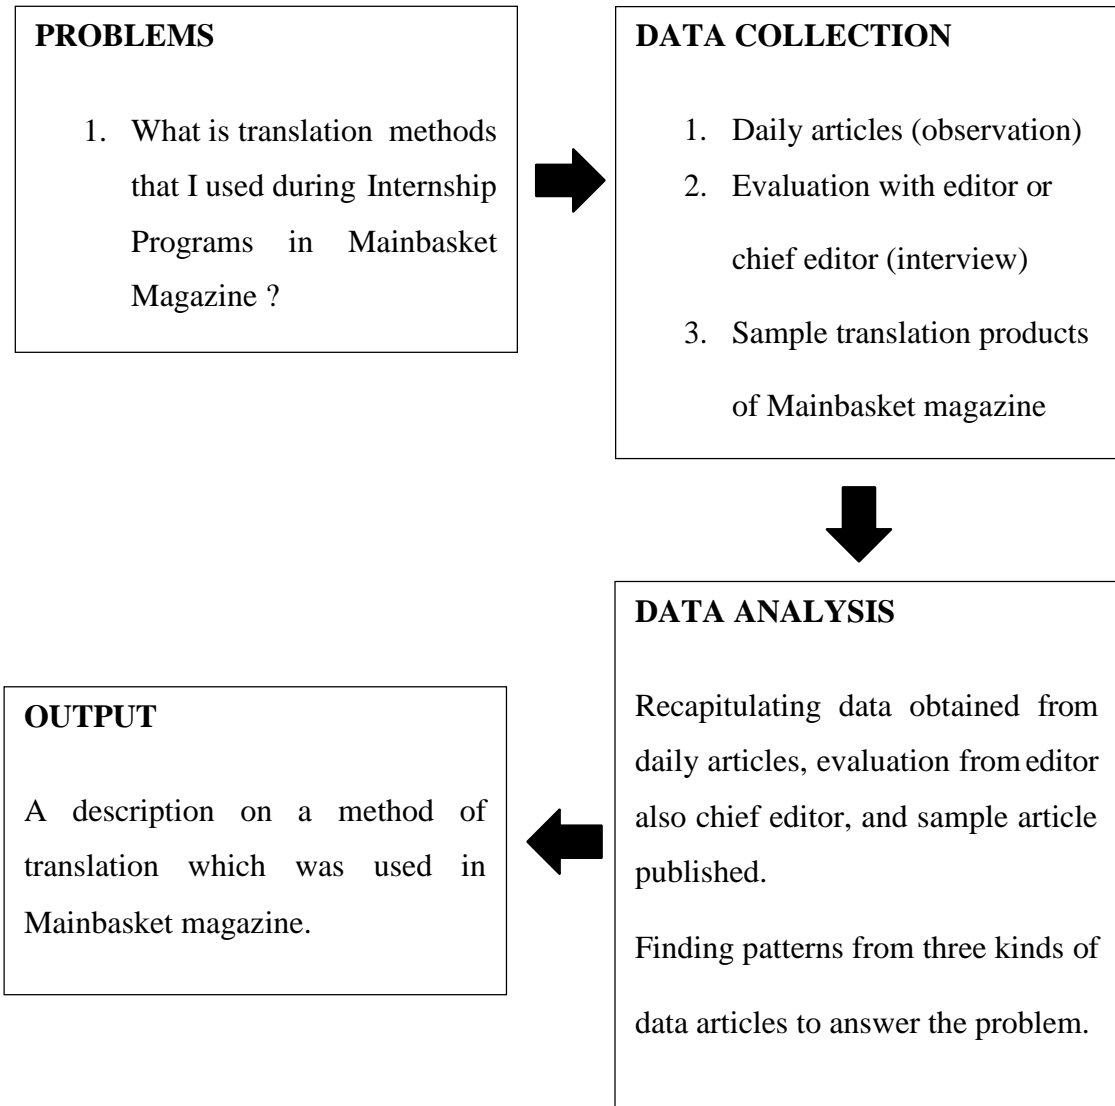 PROBLEMS
1. What is translation methods
that I used during Internship
Programs in Mainbasket
Magazine ?
DATA COLLECTION
1. Daily articles (observation)
2. Evaluation with editor or
chief editor (interview)
3. Sample translation products
of Mainbasket magazine
DATA ANALYSIS
Recapitulating data obtained from
daily articles, evaluation from editor
also chief editor, and sample article
published.
Finding patterns from three kinds of
data articles to answer the problem.
OUTPUT
A description on a method of
translation which was used in
Mainbasket magazine.